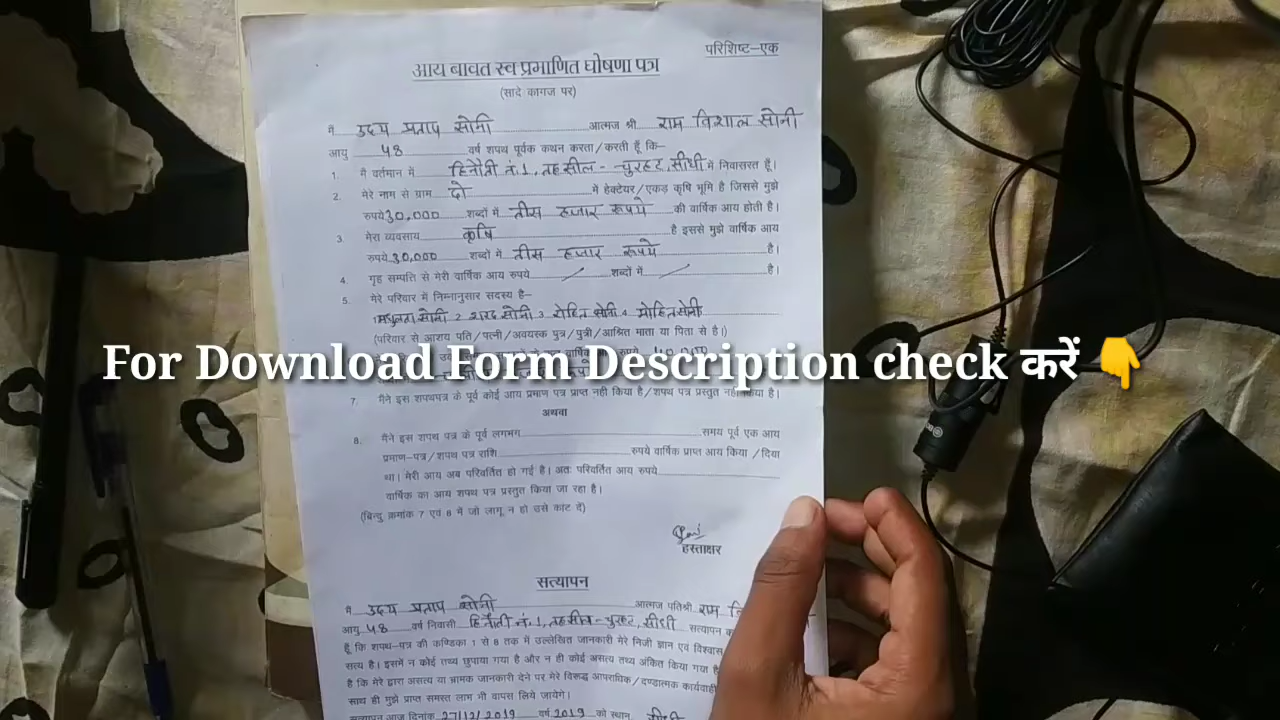 परिशिष्ट–एक
आय बावत स्व प्रमाणित घोषणा पत्र
(सादे कागज पर)
मै उदय प्रताप सोनी आत्मज श्री राम विशाल सोनी
आयु 48 वर्ष शपथ पूर्वक कथन करता/करती हूँ कि–
1. मै वर्तमान में हिनौती नं.1, तहसील - चुरहट, सीधी में निवासरत हूँ।
2. मेरे नाम से ग्राम दो में हेक्टेयर/एकड़ कृषि भूमि है जिससे मुझे
रुपये 30,000 शब्दों में तीस हजार रूपये की वार्षिक आय होती है।
3. मेरा व्यवसाय कृषि है इससे मुझे वार्षिक आय
रुपये 30,000 शब्दों में तीस हजार रूपये है।
4. गृह सम्पति से मेरी वार्षिक आय रुपये / शब्दों में / है।
5. मेरे परिवार में निम्नानुसार सदस्य है–
सोनी 2 शरद सोनी 3 रोहित सोनी 4 मोहित सोनी
(परिवार से आशय पति/पत्नी/अवयस्क पुत्र/पुत्री/आश्रित माता या पिता से है।)
For Download Form Description check करें 👇
7. मैने इस शपथपत्र के पूर्व कोई आय प्रमाण पत्र प्राप्त नही किया है/शपथ पत्र प्रस्तुत नही किया है।
अथवा
8. मैने इस शपथ पत्र के पूर्व लगभग समय पूर्व एक आय
प्रमाण–पत्र/शपथ पत्र राशि रुपये वार्षिक प्राप्त आय किया/दिया
था। मेरी आय अब परिवर्तित हो गई है। अतः परिवर्तित आय रुपये
वार्षिक का आय शपथ पत्र प्रस्तुत किया जा रहा है।
(बिन्दु क्रमांक 7 एवं 8 में जो लागू न हो उसे कांट दें)
हस्ताक्षर
सत्यापन
मै उदय प्रताप सोनी आत्मज पतिश्री राम
आयु 48 वर्ष निवासी हिनौती नं.1, तहसील - चुरहट, सीधी सत्यापन
हूँ कि शपथ–पत्र की कण्डिका 1 से 8 तक में उल्लेखित जानकारी मेरे निजी ज्ञान एवं विश्वास
सत्य है। इसमें न कोई तथ्य छुपाया गया है और न ही कोई असत्य तथ्य अंकित किया गया है
है कि मेरे द्वारा असत्य या भ्रामक जानकारी देने पर मेरे विरूद्ध आपराधिक/दण्डात्मक कार्यवाही
साथ ही मुझे प्राप्त समस्त लाभ भी वापस लिये जायेंगे।
सत्यापन आज दिनांक 27/12/2019 वर्ष 2019 को स्थान सीधी